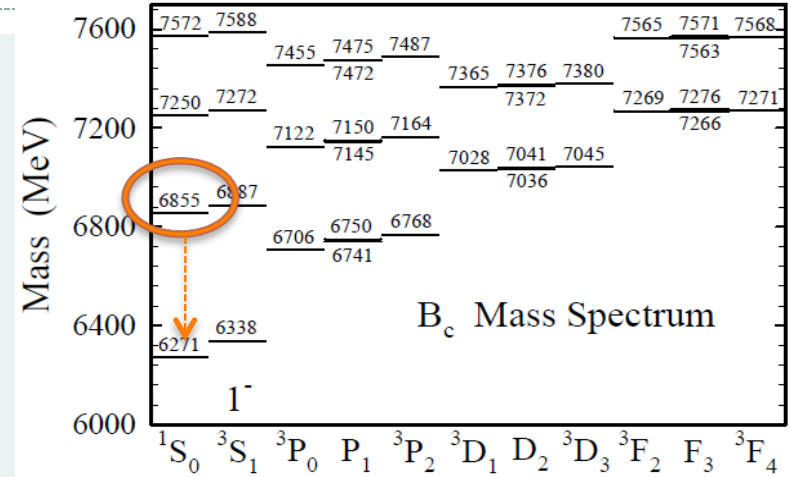 7600
7200
6800
6400
6000
Mass (MeV)
7572 7588 7455 7475 7487 7565 7571 7568
7472 7563
7365 7376 7380
7372
7250 7272 7269 7276 7271
7266
7122 7150 7164
7145
7028 7041 7045
7036
6855 6887
6706 6750 6768
6741
6271 6338
B_c Mass Spectrum
1⁻
¹S₀ ³S₁ ³P₀ P₁ ³P₂ ³D₁ D₂ ³D₃ ³F₂ F₃ ³F₄